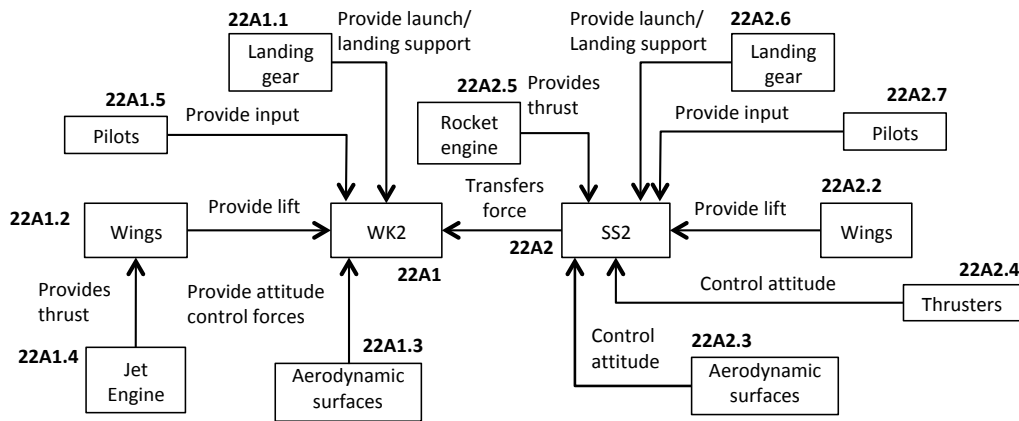 22A1.1
Provide launch/
landing support
Landing
gear
Provide launch/
Landing support
22A2.6
Landing
gear
22A1.5
Provide input
Pilots
22A2.5
Provides
thrust
Rocket
engine
Provide input
22A2.7
Pilots
22A1.2
Provide lift
Wings
WK2
22A1
Transfers
force
22A2
SS2
Provide lift
22A2.2
Wings
Provides
thrust
Provide attitude
control forces
Control attitude
22A2.4
Thrusters
22A1.4
Jet
Engine
22A1.3
Aerodynamic
surfaces
Control
attitude
22A2.3
Aerodynamic
surfaces